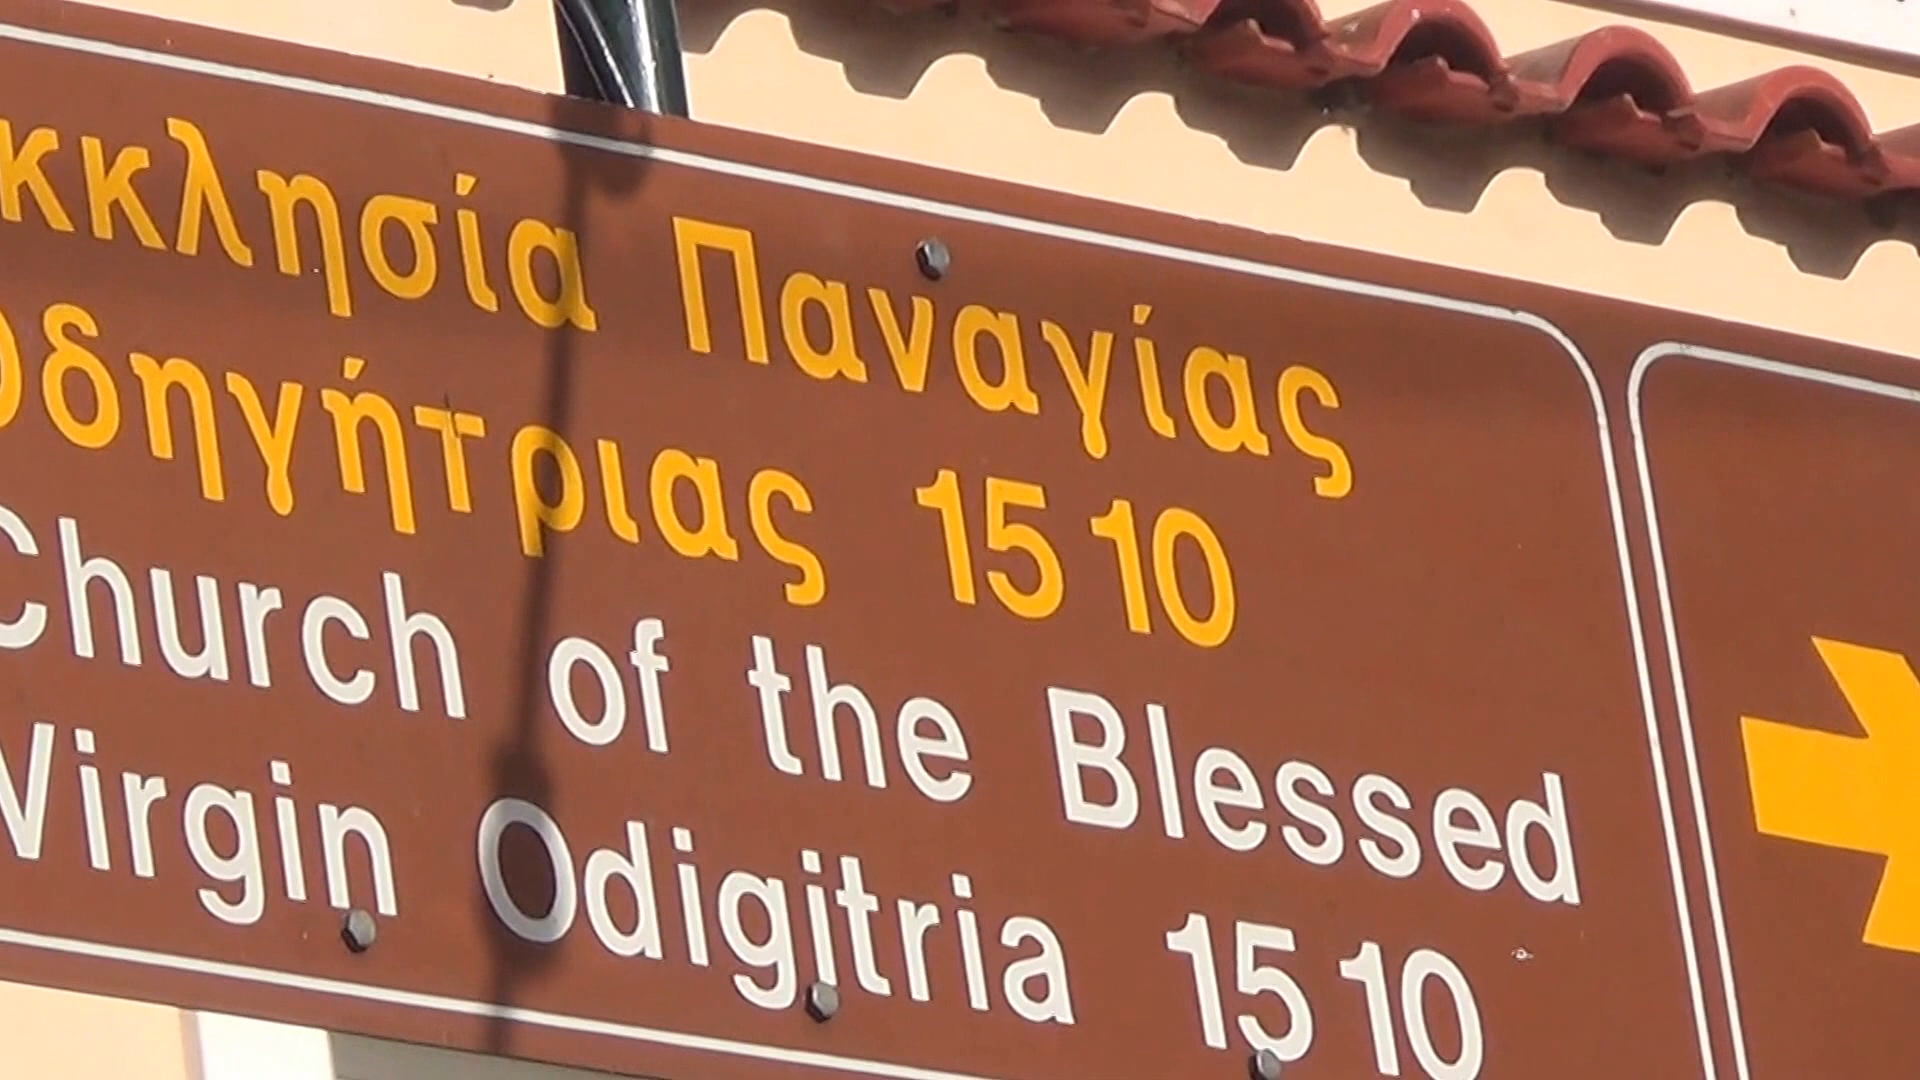 κκλησία Παναγίας
Οδηγήτριας 1510
Church of the Blessed
Virgin Odigitria 1510